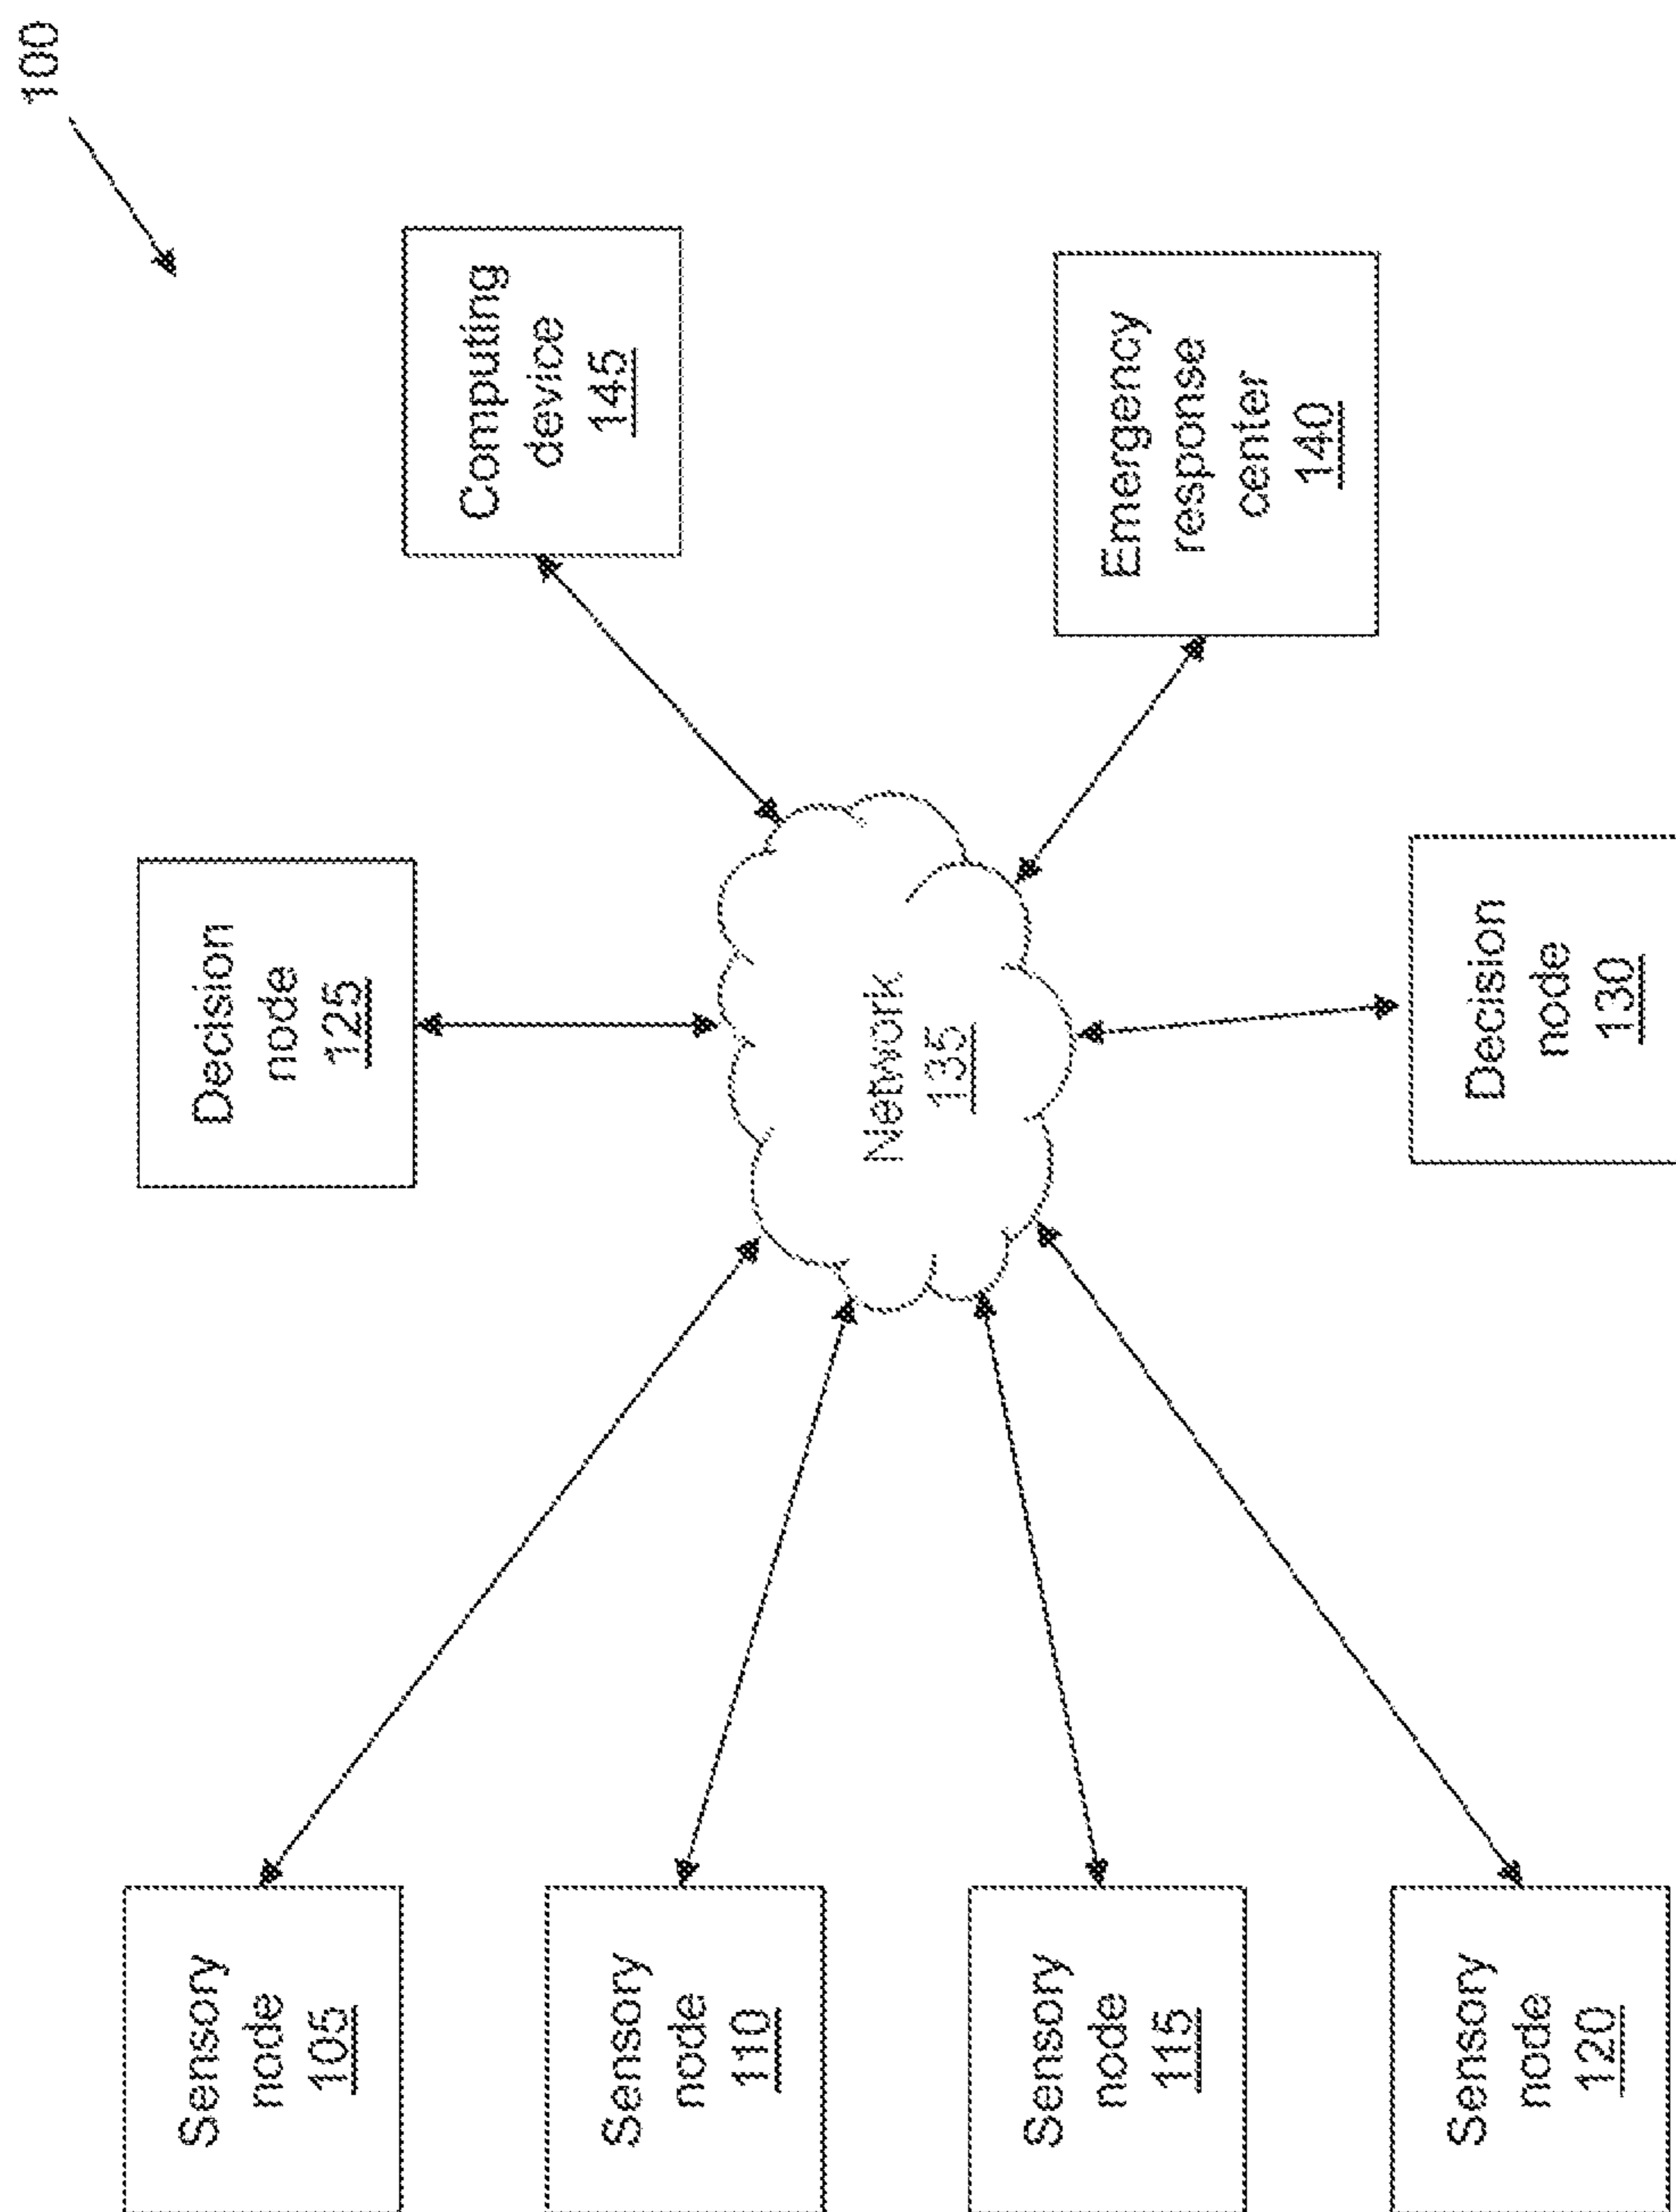 100
Sensory
node
105
Sensory
node
110
Sensory
node
115
Sensory
node
120
Decision
node
125
Network
135
Decision
node
130
Computing
device
145
Emergency
response
center
140